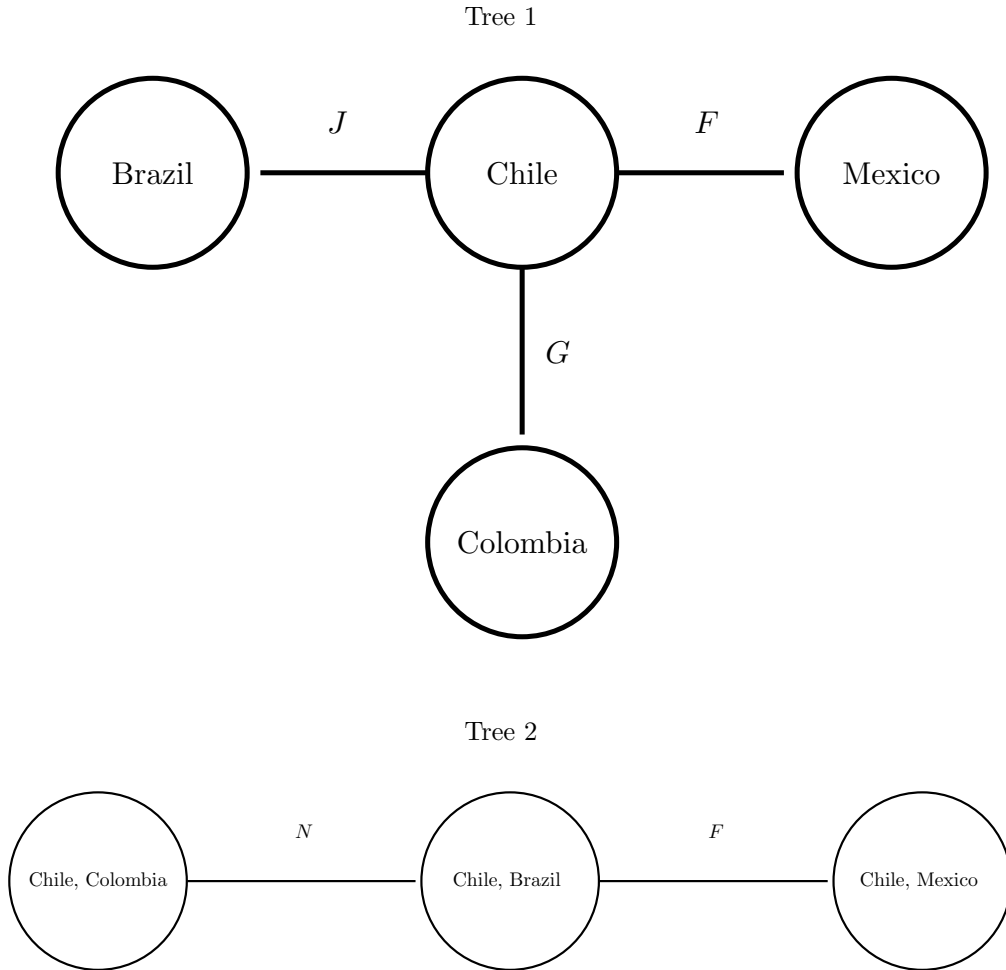 Tree 1
J
F
Brazil
Chile
Mexico
G
Colombia
Tree 2
N
F
Chile, Colombia
Chile, Brazil
Chile, Mexico